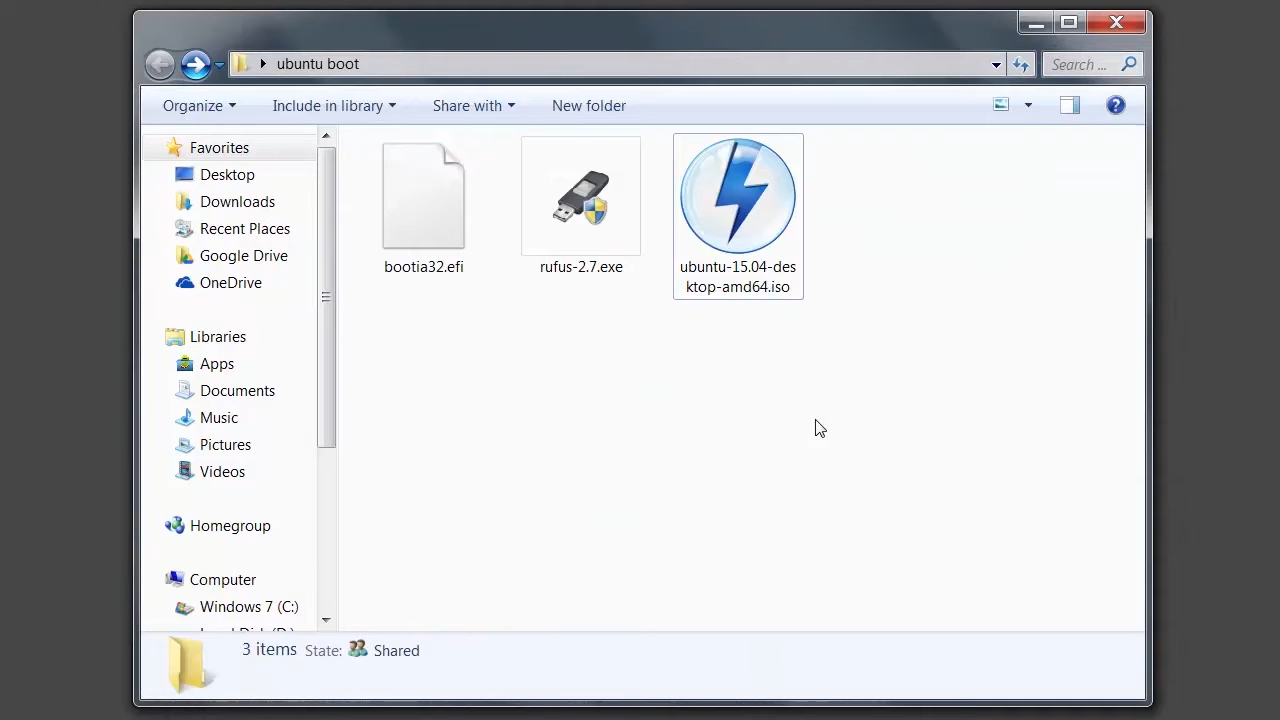 ubuntu boot
Search ...
Organize
Include in library
Share with
New folder
Favorites
Desktop
Downloads
Recent Places
Google Drive
OneDrive
Libraries
Apps
Documents
Music
Pictures
Videos
Homegroup
Computer
Windows 7 (C:)
bootia32.efi
rufus-2.7.exe
ubuntu-15.04-des
ktop-amd64.iso
3 items State: Shared